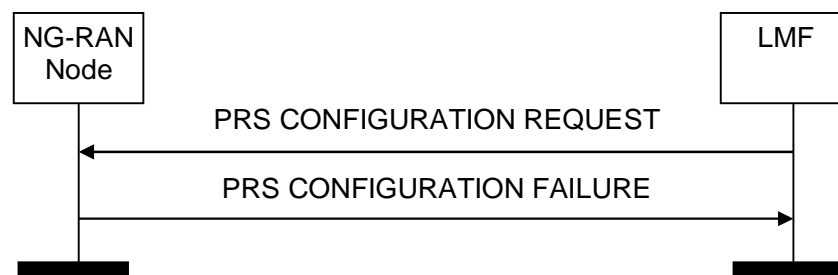 NG-RAN
Node
LMF
PRS CONFIGURATION REQUEST
PRS CONFIGURATION FAILURE